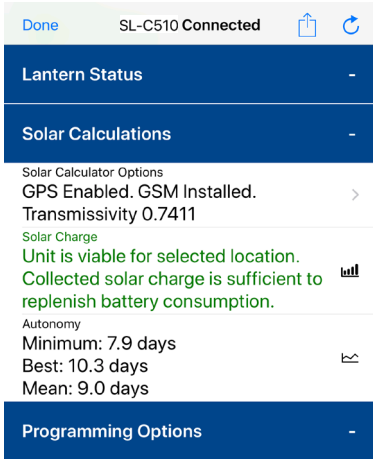 Done SL-C510 Connected
Lantern Status -
Solar Calculations -
Solar Calculator Options
GPS Enabled. GSM Installed.
Transmissivity 0.7411
Solar Charge
Unit is viable for selected location.
Collected solar charge is sufficient to
replenish battery consumption.
Autonomy
Minimum: 7.9 days
Best: 10.3 days
Mean: 9.0 days
Programming Options -